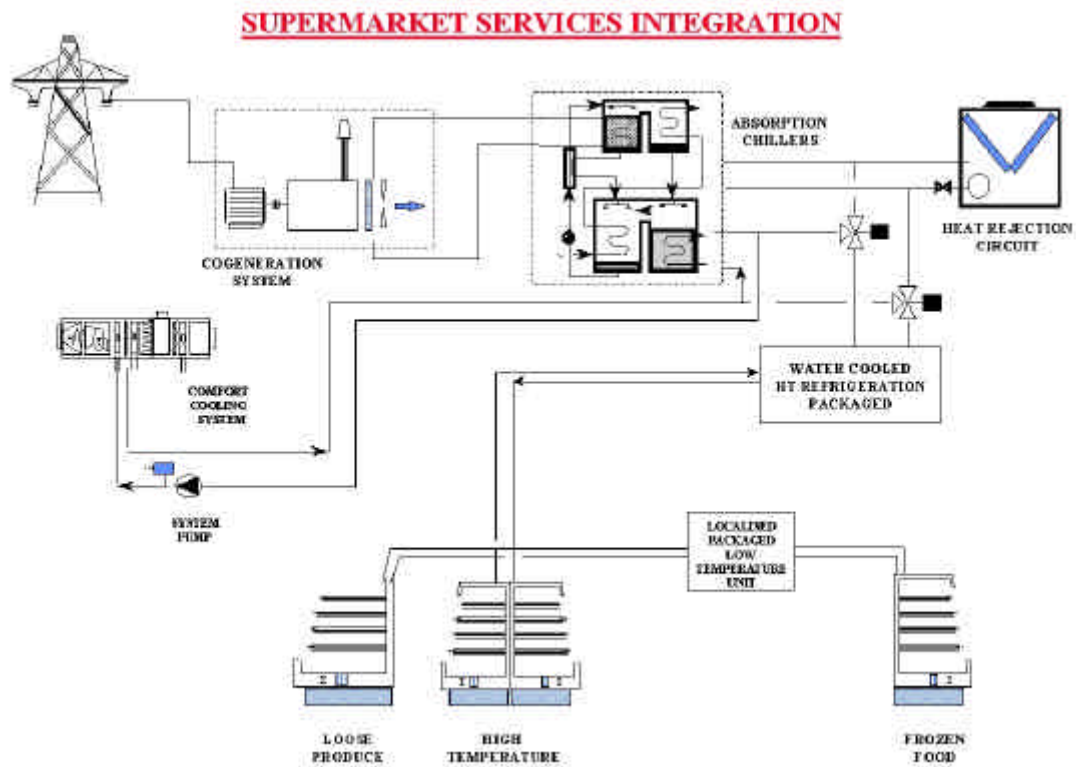 SUPERMARKET SERVICES INTEGRATION
ABSORPTION
CHILLERS
HEAT REJECTION
CIRCUIT
COGENERATION
SYSTEM
COMFORT
COOLING
SYSTEM
WATER COOLED
HT REFRIGERATION
PACKAGED
SYSTEM
PUMP
LOCALISED
PACKAGED
LOW
TEMPERATURE
UNIT
LOOSE
PRODUCE
HIGH
TEMPERATURE
FROZEN
FOOD